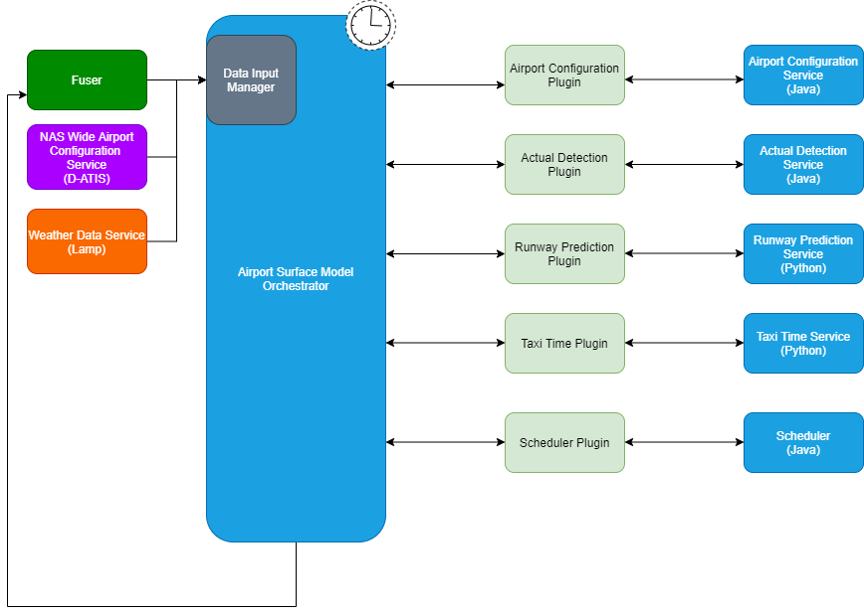 Fuser
NAS Wide Airport
Configuration
Service
(D-ATIS)
Weather Data Service
(Lamp)
Data Input
Manager
Airport Surface Model
Orchestrator
Airport Configuration
Plugin
Actual Detection
Plugin
Runway Prediction
Plugin
Taxi Time Plugin
Scheduler Plugin
Airport Configuration
Service
(Java)
Actual Detection
Service
(Java)
Runway Prediction
Service
(Python)
Taxi Time Service
(Python)
Scheduler
(Java)